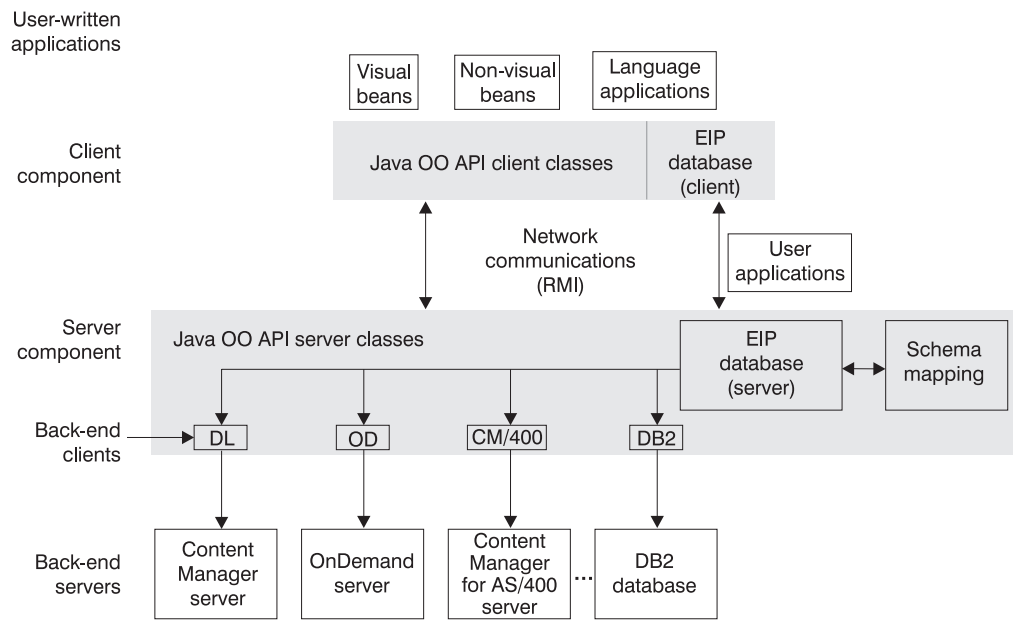 User-written
applications
Visual
beans
Non-visual
beans
Language
applications
Client
component
Java OO API client classes
EIP
database
(client)
Network
communications
(RMI)
User
applications
Server
component
Java OO API server classes
EIP
database
(server)
Schema
mapping
Back-end
clients
DL
OD
CM/400
DB2
Back-end
servers
Content
Manager
server
OnDemand
server
Content
Manager
for AS/400
server
...
DB2
database